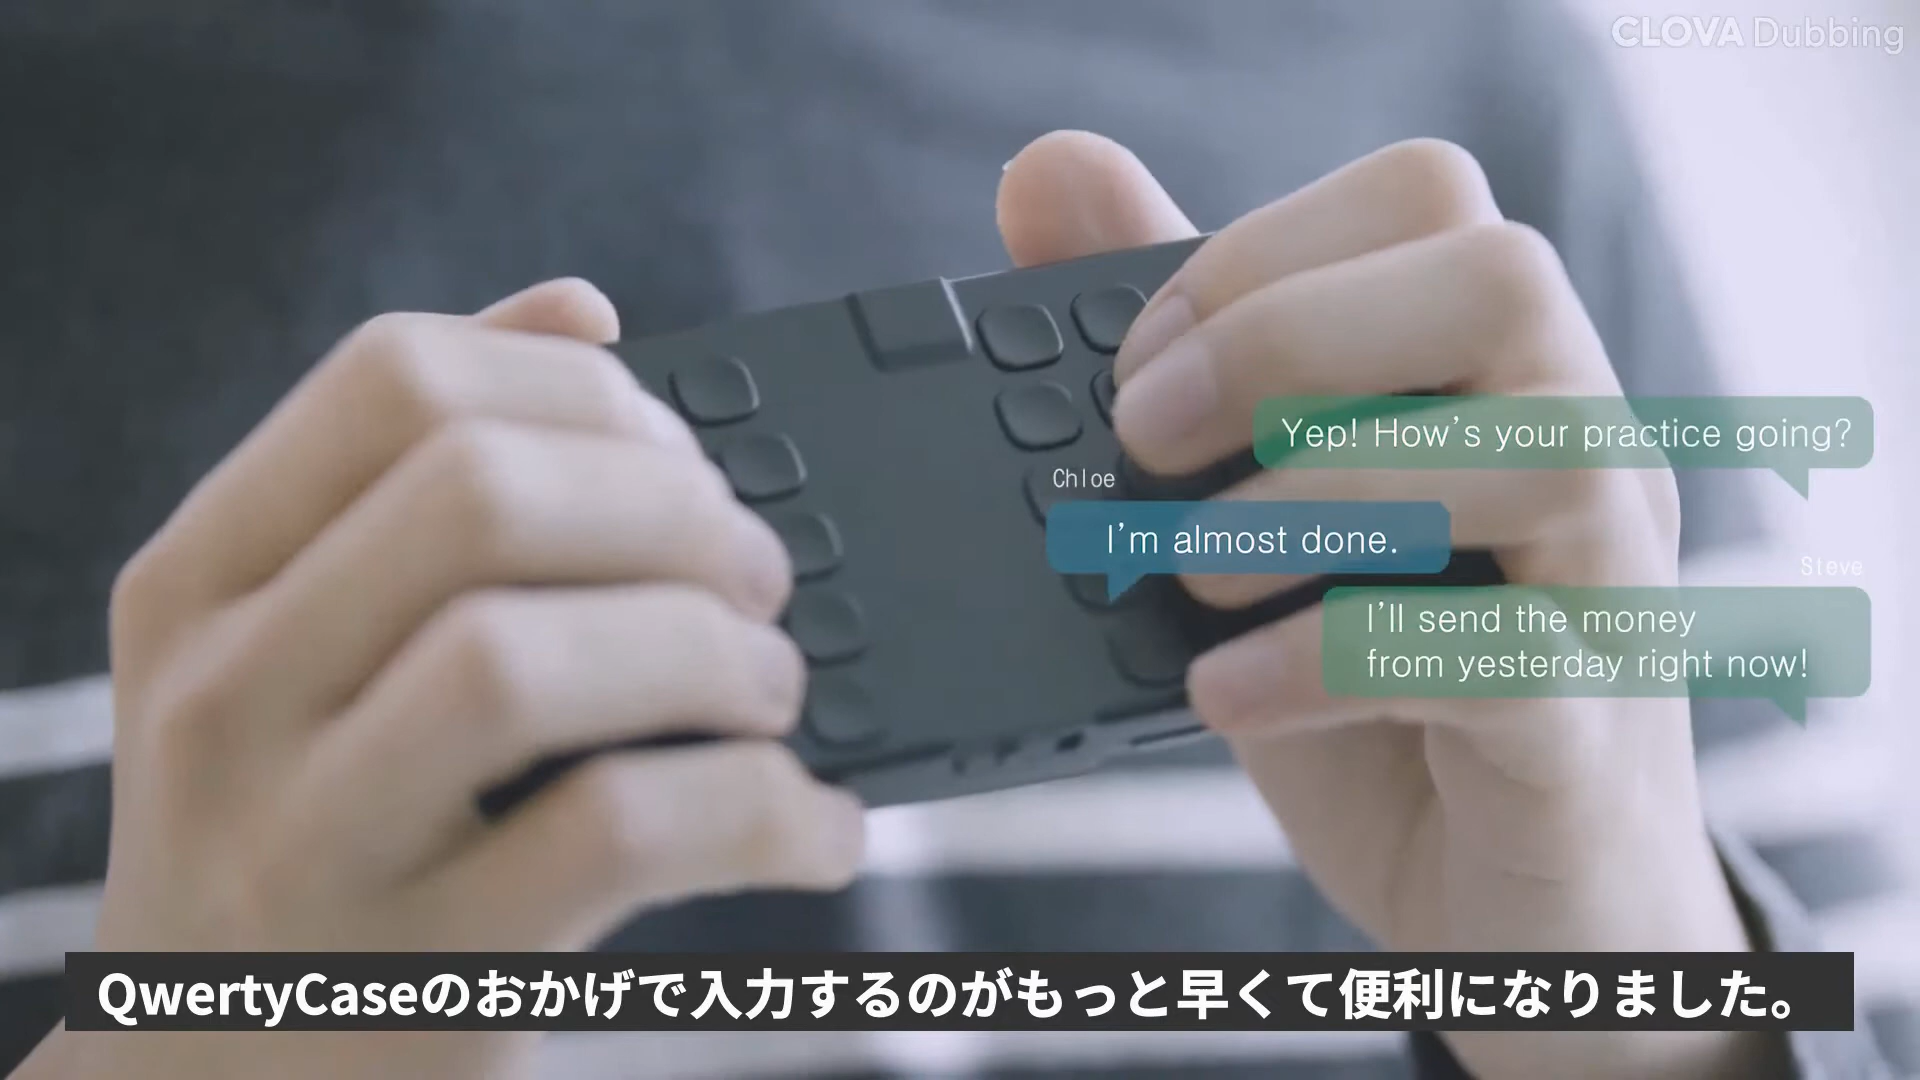 CLOVA Dubbing
Yep! How's your practice going?
Chloe
I'm almost done.
Steve
I'll send the money
from yesterday right now!
QwertyCaseのおかげで入力するのがもっと早くて便利になりました。